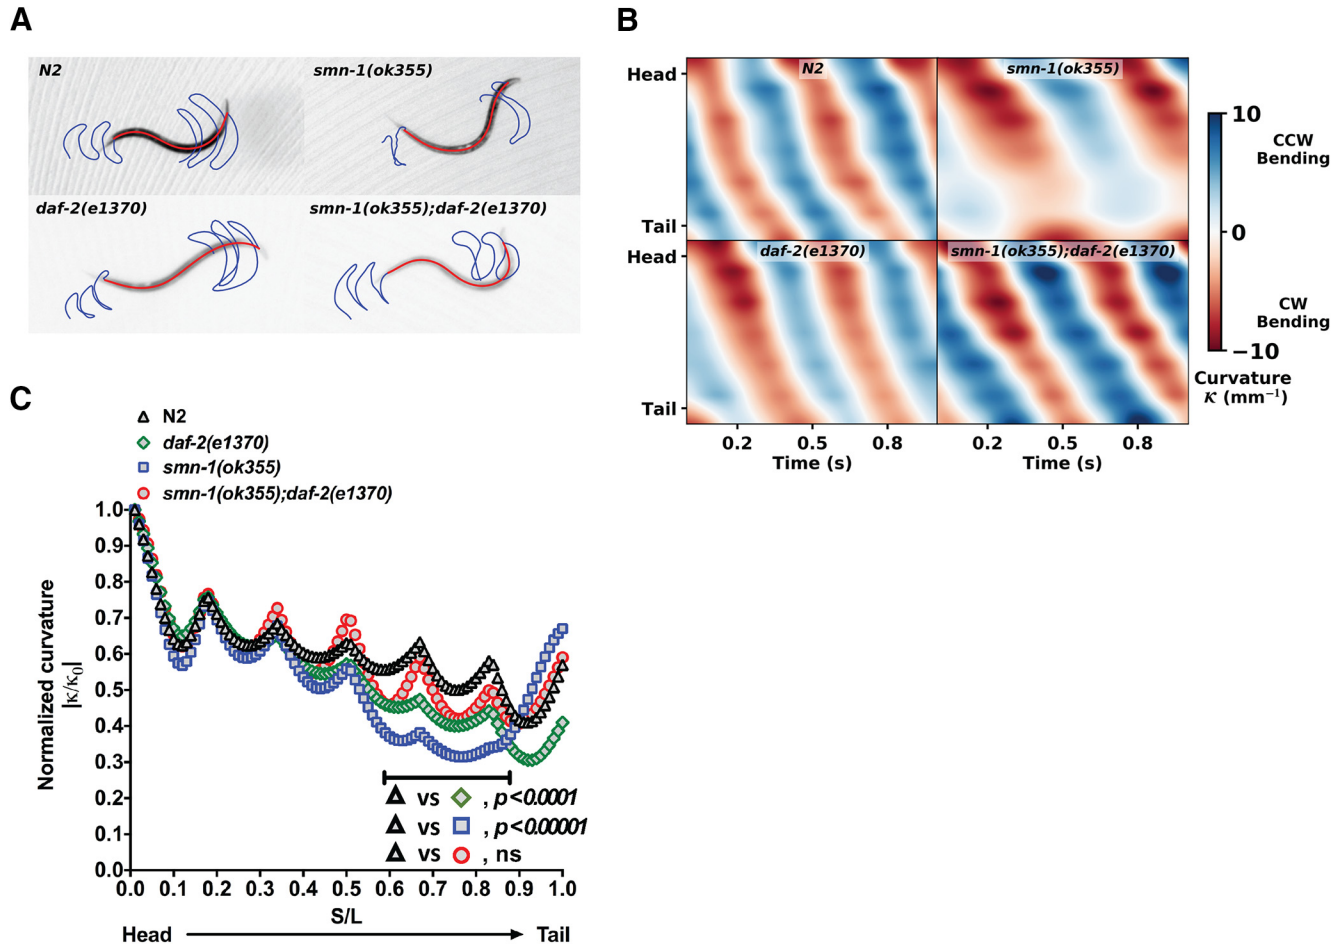 A
N2
smn-1(ok355)
daf-2(e1370)
smn-1(ok355);daf-2(e1370)
B
Head
Tail
Head
Tail
N2
smn-1(ok355)
daf-2(e1370)
smn-1(ok355);daf-2(e1370)
0.2 0.5 0.8
Time (s)
0.2 0.5 0.8
Time (s)
10
0
−10
CCW
Bending
CW
Bending
Curvature
κ (mm⁻¹)
C
N2
daf-2(e1370)
smn-1(ok355)
smn-1(ok355);daf-2(e1370)
Normalized curvature
|κ/κ₀|
1.0
0.9
0.8
0.7
0.6
0.5
0.4
0.3
0.2
0.1
0.0
vs , p<0.0001
vs , p<0.00001
vs , ns
0.0 0.1 0.2 0.3 0.4 0.5 0.6 0.7 0.8 0.9 1.0
S/L
Head Tail